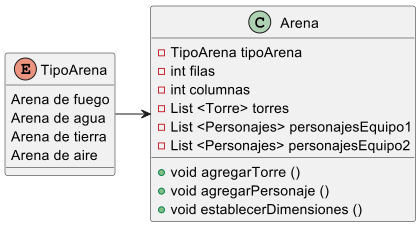 E TipoArena
Arena de fuego
Arena de agua
Arena de tierra
Arena de aire
C Arena
TipoArena tipoArena
int filas
int columnas
List <Torre> torres
List <Personajes> personajesEquipo1
List <Personajes> personajesEquipo2
void agregarTorre ()
void agregarPersonaje ()
void establecerDimensiones ()